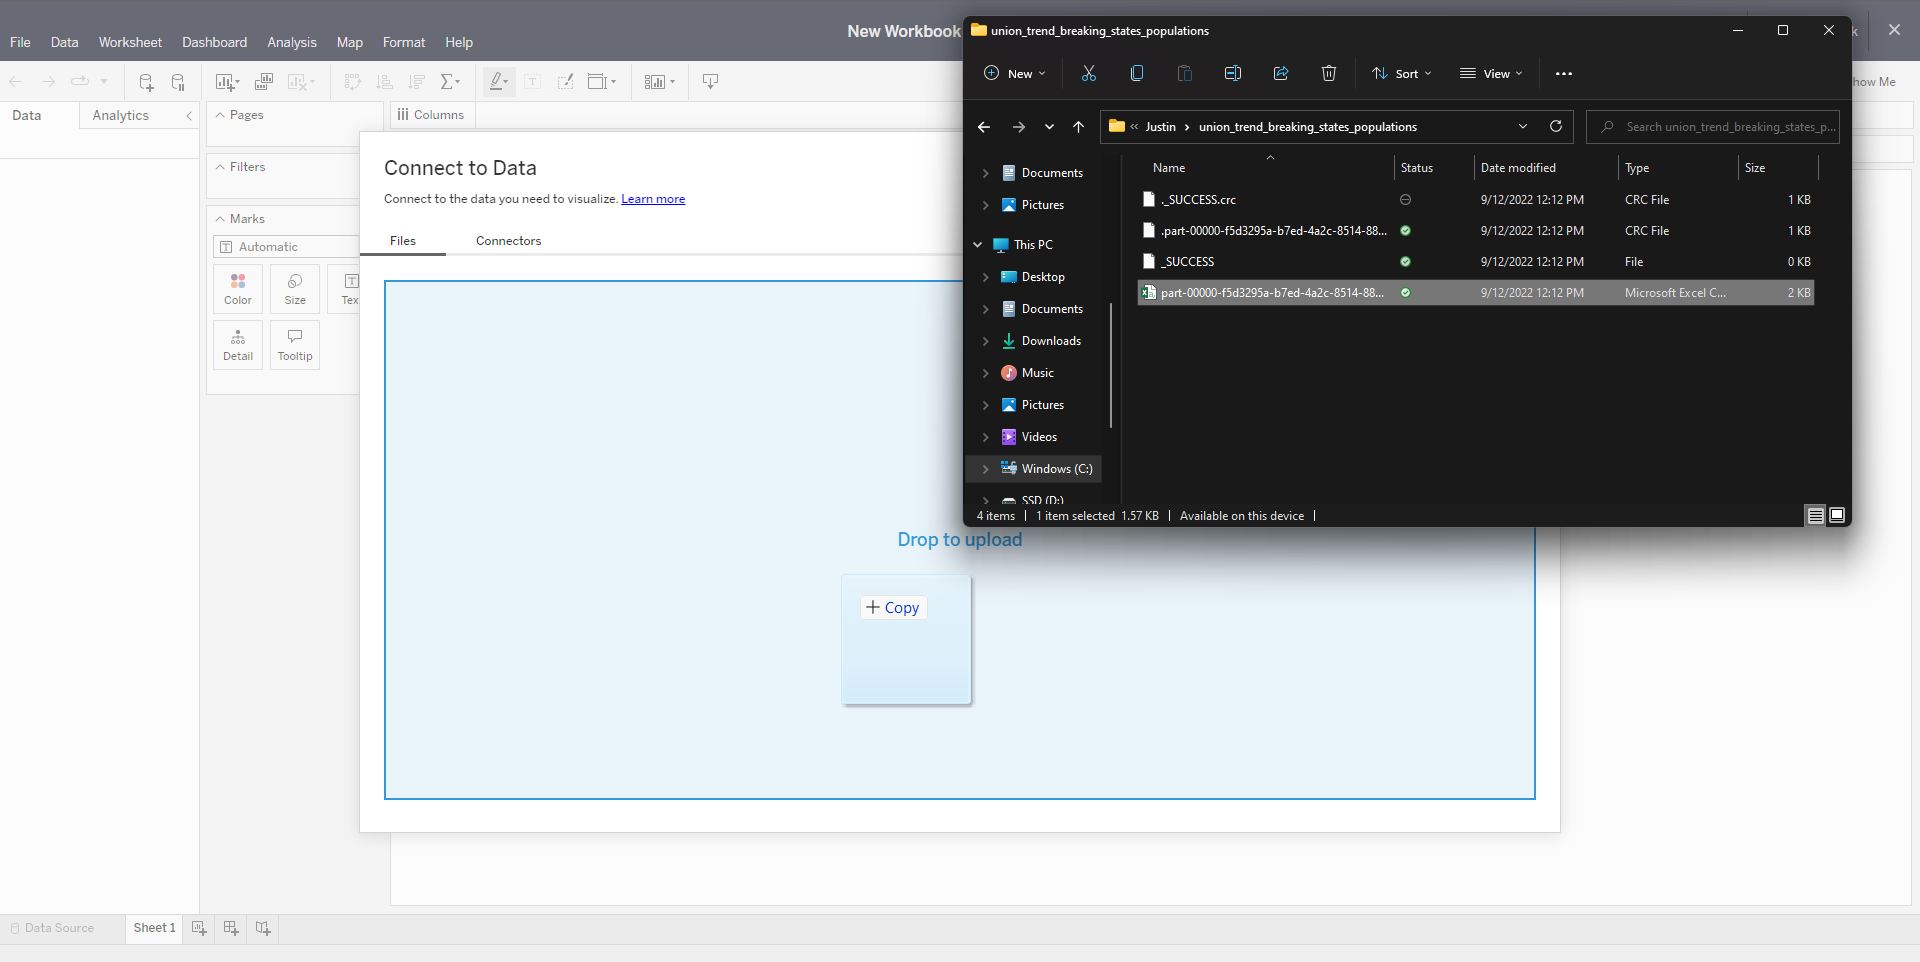 New Workbook
File Data Worksheet Dashboard Analysis Map Format Help
how Me
Data Analytics
Pages
Columns
Filters
Marks
Automatic
Color Size Tex
Detail Tooltip
Connect to Data
Connect to the data you need to visualize. Learn more
Files Connectors
Drop to upload
+ Copy
Data Source Sheet 1
union_trend_breaking_states_populations
New Sort View
« Justin > union_trend_breaking_states_populations
Search union_trend_breaking_states_p...
Documents
Pictures
This PC
Desktop
Documents
Downloads
Music
Pictures
Videos
Windows (C:)
SSD (D:)
Name Status Date modified Type Size
._SUCCESS.crc 9/12/2022 12:12 PM CRC File 1 KB
.part-00000-f5d3295a-b7ed-4a2c-8514-88... 9/12/2022 12:12 PM CRC File 1 KB
_SUCCESS 9/12/2022 12:12 PM File 0 KB
part-00000-f5d3295a-b7ed-4a2c-8514-88... 9/12/2022 12:12 PM Microsoft Excel C... 2 KB
4 items | 1 item selected 1.57 KB | Available on this device |